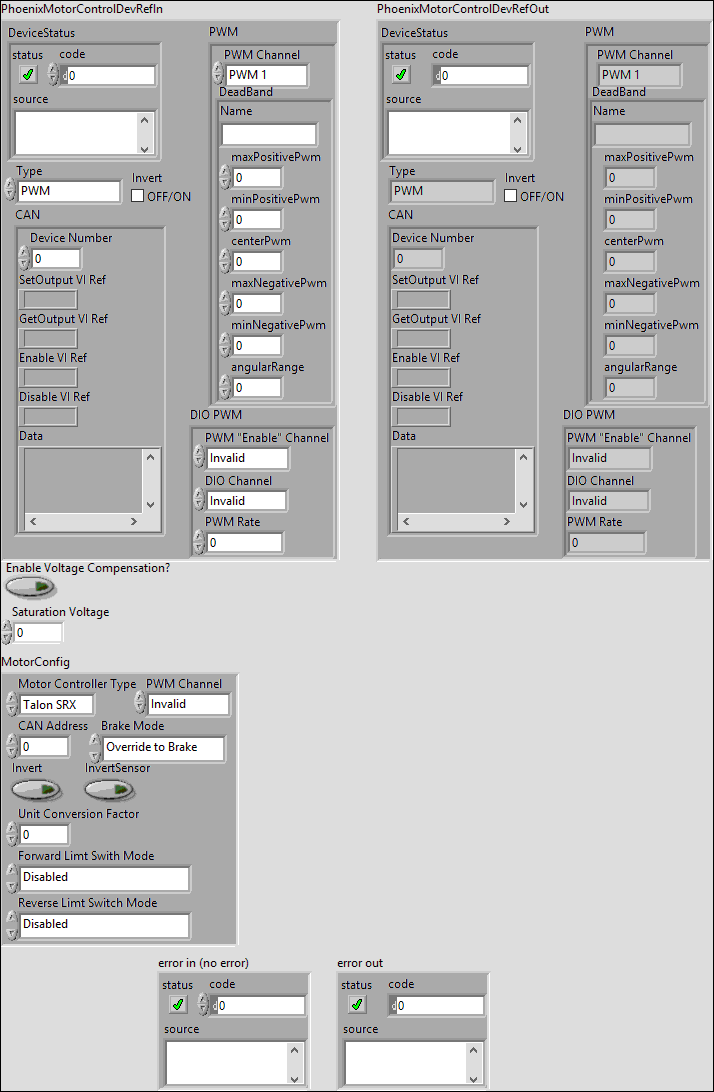 PhoenixMotorControlDevRefIn
DeviceStatus
status code
d 0
source
Type
PWM
Invert
OFF/ON
CAN
Device Number
0
SetOutput VI Ref
GetOutput VI Ref
Enable VI Ref
Disable VI Ref
Data
PWM
PWM Channel
PWM 1
DeadBand
Name
maxPositivePwm
0
minPositivePwm
0
centerPwm
0
maxNegativePwm
0
minNegativePwm
0
angularRange
0
DIO PWM
PWM "Enable" Channel
Invalid
DIO Channel
Invalid
PWM Rate
0
PhoenixMotorControlDevRefOut
DeviceStatus
status code
d 0
source
Type
PWM
Invert
OFF/ON
CAN
Device Number
0
SetOutput VI Ref
GetOutput VI Ref
Enable VI Ref
Disable VI Ref
Data
PWM
PWM Channel
PWM 1
DeadBand
Name
maxPositivePwm
0
minPositivePwm
0
centerPwm
0
maxNegativePwm
0
minNegativePwm
0
angularRange
0
DIO PWM
PWM "Enable" Channel
Invalid
DIO Channel
Invalid
PWM Rate
0
Enable Voltage Compensation?
Saturation Voltage
0
MotorConfig
Motor Controller Type PWM Channel
Talon SRX Invalid
CAN Address Brake Mode
0 Override to Brake
Invert InvertSensor
Unit Conversion Factor
0
Forward Limt Swith Mode
Disabled
Reverse Limt Switch Mode
Disabled
error in (no error)
status code
d 0
source
error out
status code
d 0
source